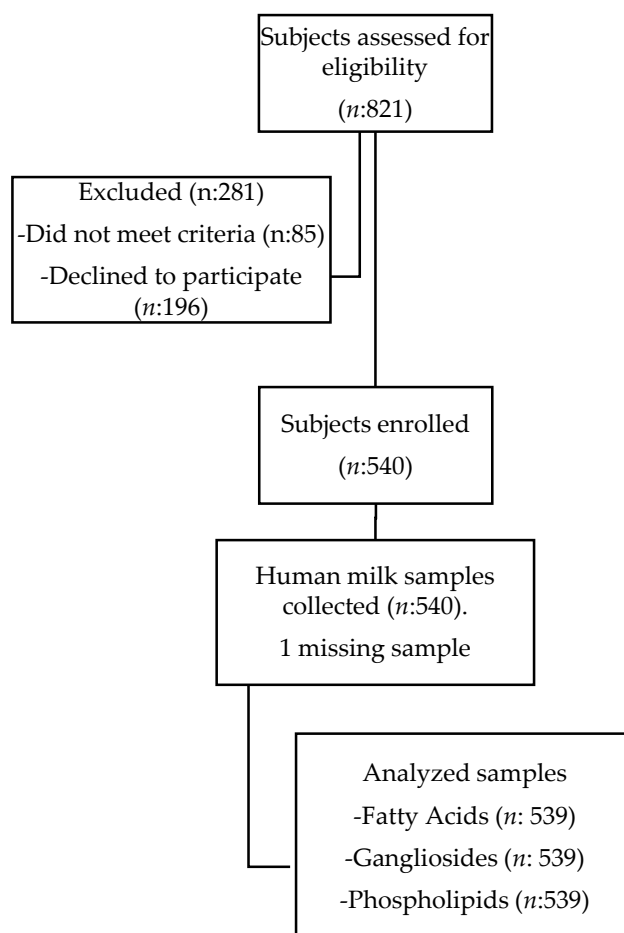 Subjects assessed for
eligibility
(n:821)
Excluded (n:281)
-Did not meet criteria (n:85)
-Declined to participate
(n:196)
Subjects enrolled
(n:540)
Human milk samples
collected (n:540).
1 missing sample
Analyzed samples
-Fatty Acids (n: 539)
-Gangliosides (n: 539)
-Phospholipids (n:539)